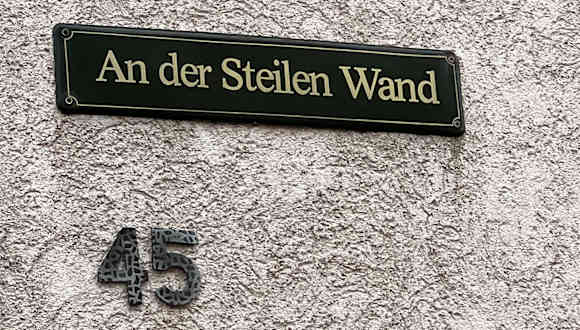 An der Steilen Wand
45